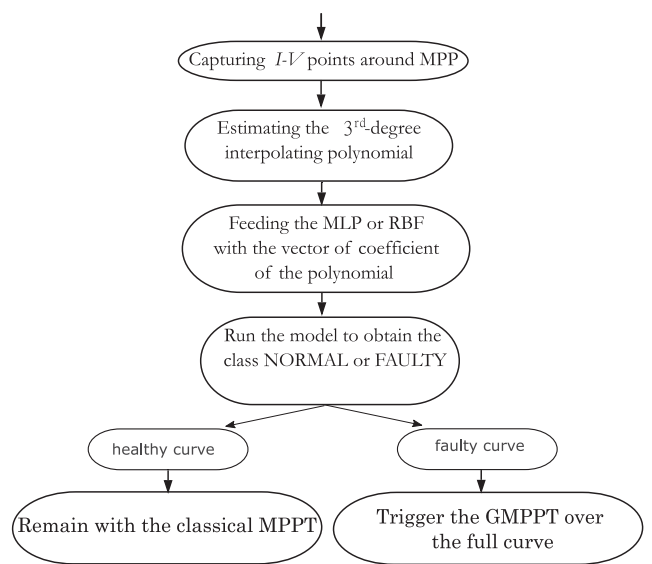 Capturing I-V points around MPP
Estimating the 3rd-degree
interpolating polynomial
Feeding the MLP or RBF
with the vector of coefficient
of the polynomial
Run the model to obtain the
class NORMAL or FAULTY
healthy curve
faulty curve
Remain with the classical MPPT
Trigger the GMPPT over
the full curve